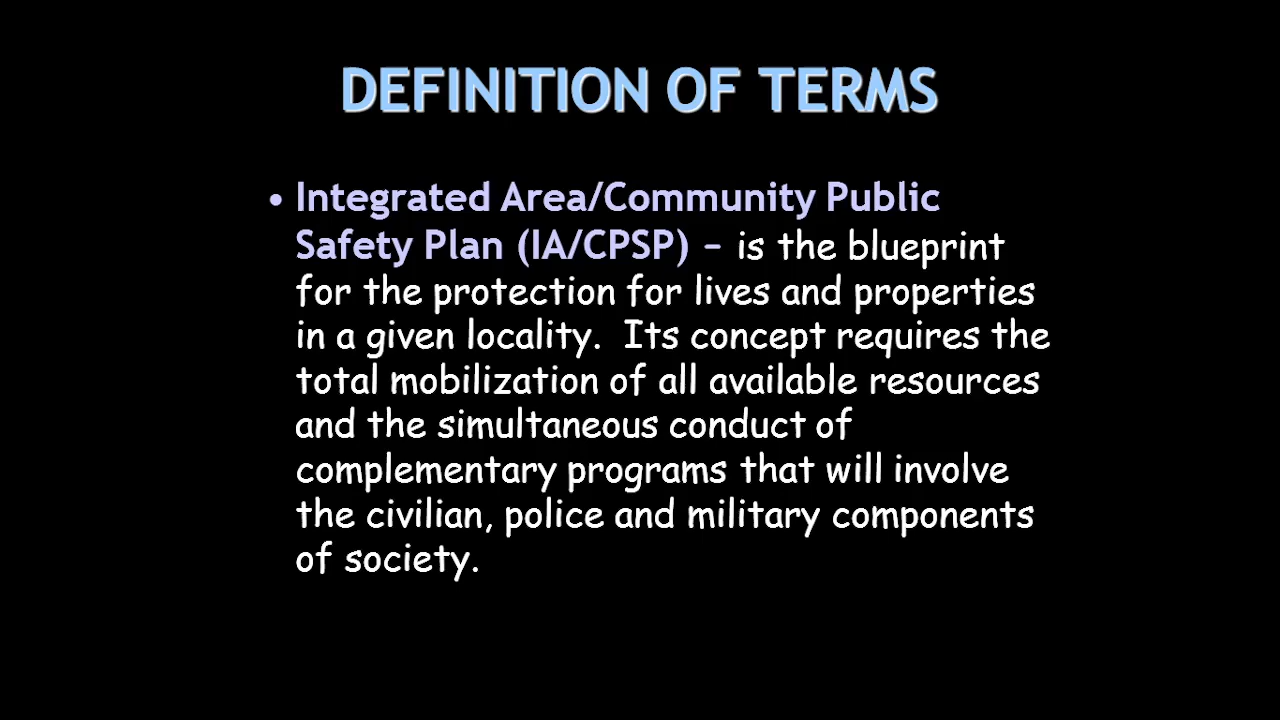 DEFINITION OF TERMS
• Integrated Area/Community Public
Safety Plan (IA/CPSP) – is the blueprint
for the protection for lives and properties
in a given locality.  Its concept requires the
total mobilization of all available resources
and the simultaneous conduct of
complementary programs that will involve
the civilian, police and military components
of society.